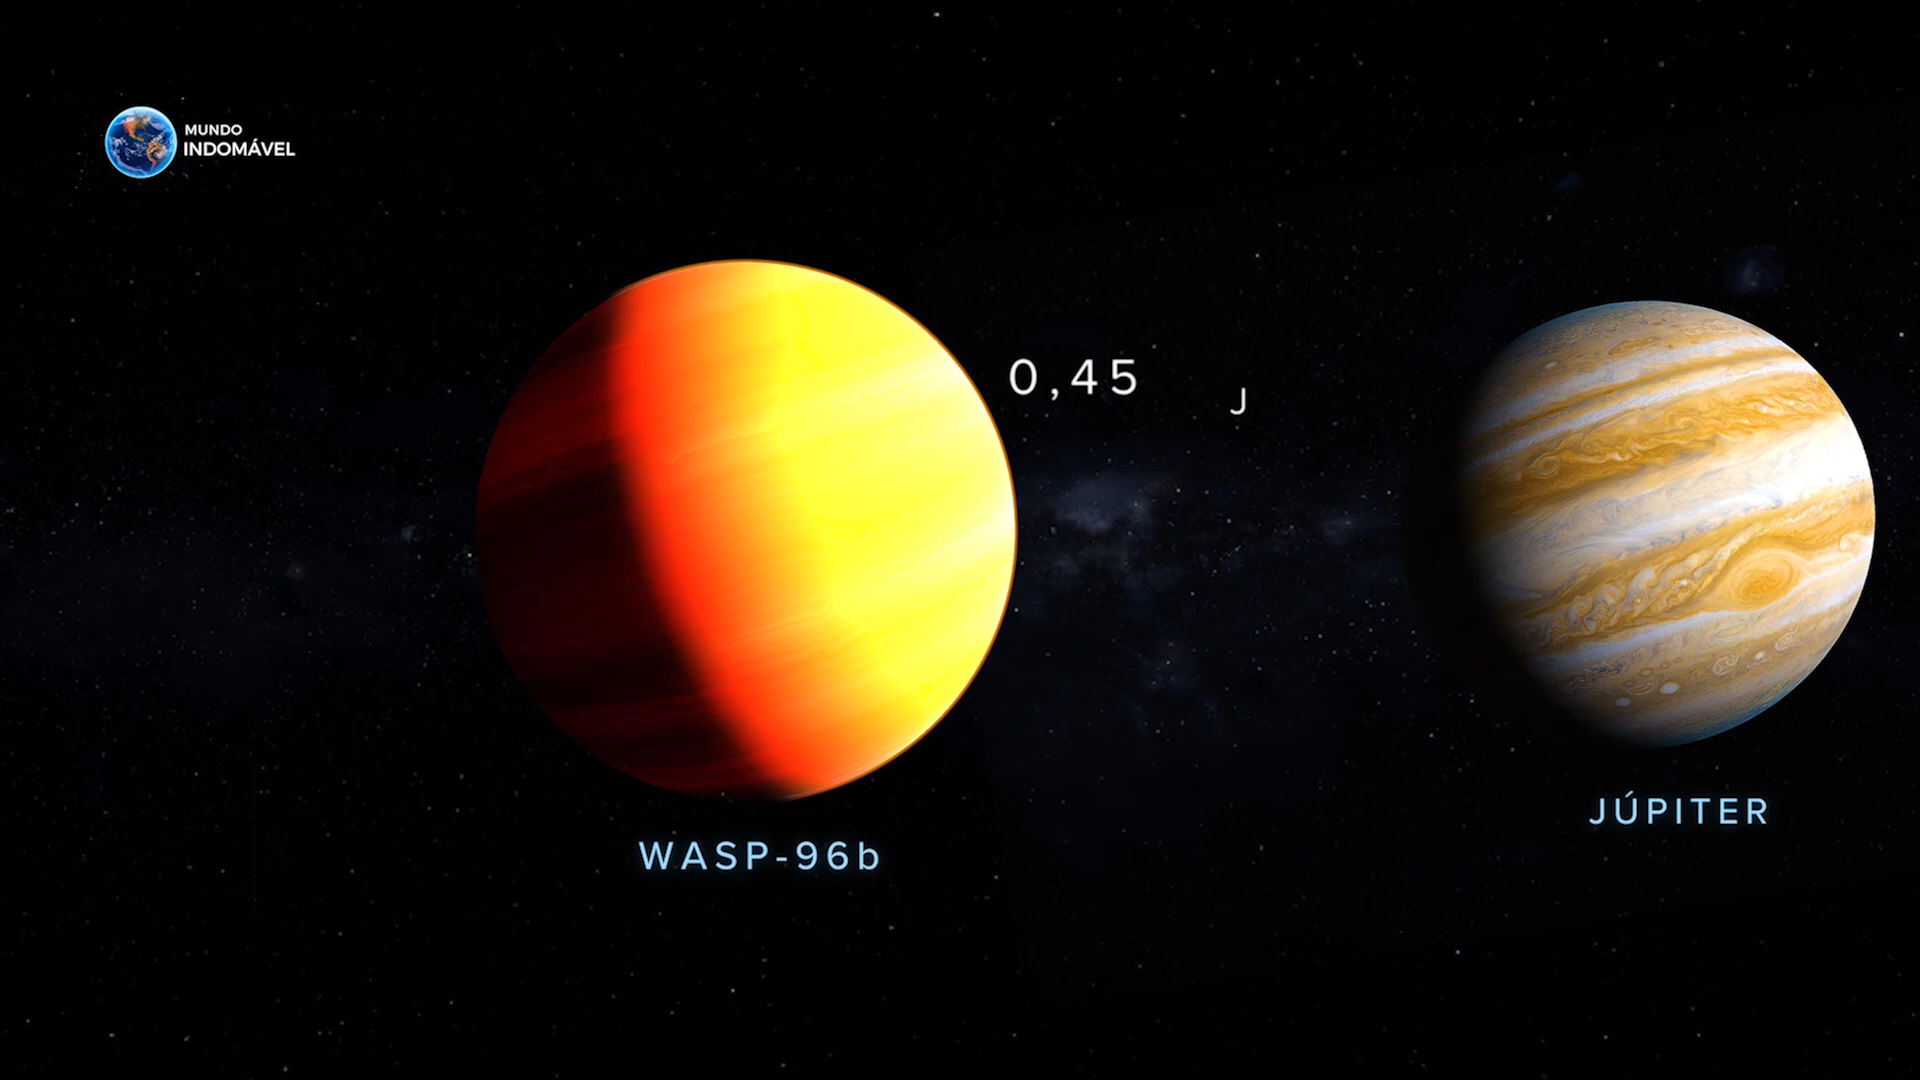 MUNDO
INDOMÁVEL
0,45 J
WASP-96b
JÚPITER